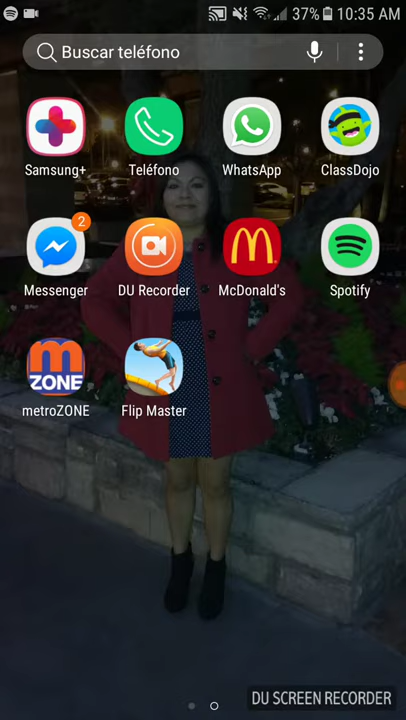 37% 10:35 AM
Buscar teléfono
Samsung+ Teléfono WhatsApp ClassDojo
2
Messenger DU Recorder McDonald's Spotify
m
ZONE
metroZONE Flip Master
DU SCREEN RECORDER